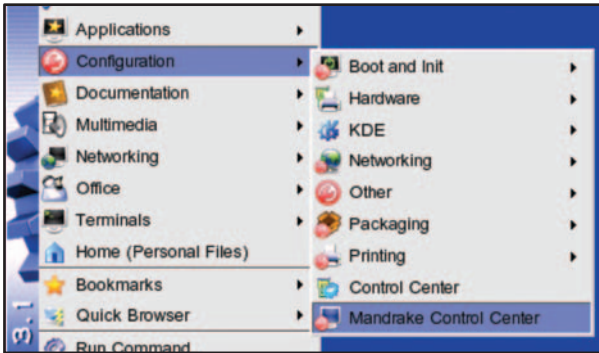 Applications
Configuration
Documentation
Multimedia
Networking
Office
Terminals
Home (Personal Files)
Bookmarks
Quick Browser
Run Command
Boot and Init
Hardware
KDE
Networking
Other
Packaging
Printing
Control Center
Mandrake Control Center
3.1